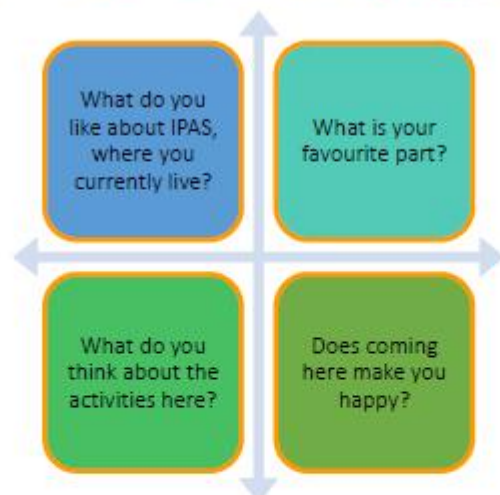 What do you
like about IPAS,
where you
currently live?
What is your
favourite part?
What do you
think about the
activities here?
Does coming
here make you
happy?